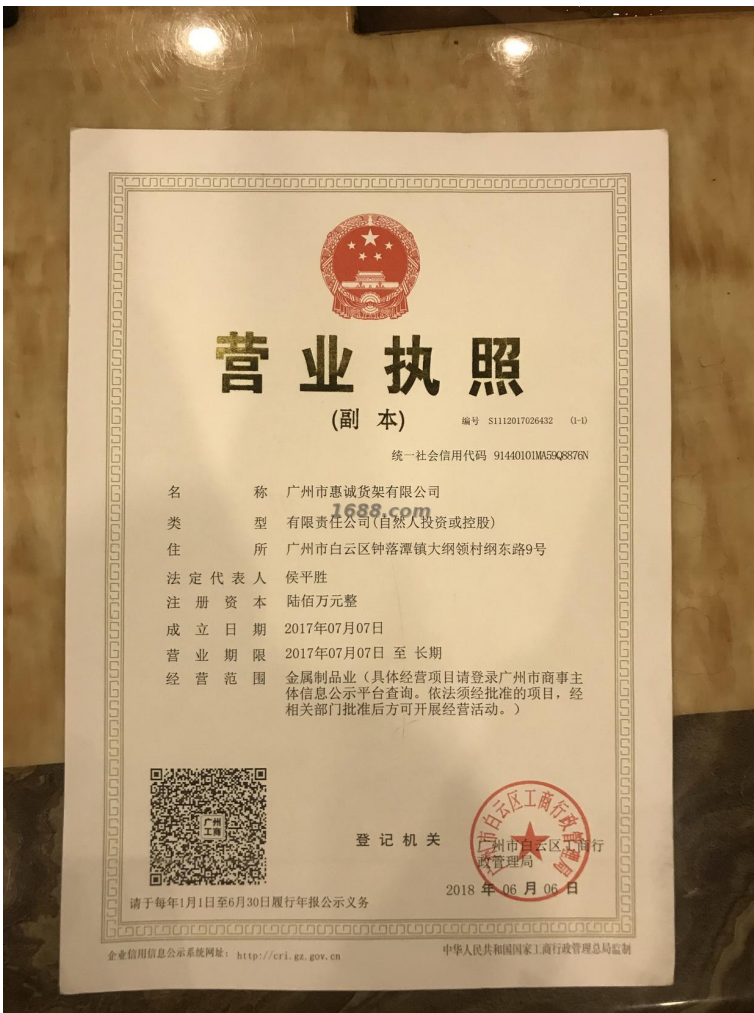 营业执照
(副 本)
编号 S1112017026432 (1-1)
统一社会信用代码 91440101MA59Q8876N
名 称 广州市惠诚货架有限公司
1688.com
类 型 有限责任公司(自然人投资或控股)
住 所 广州市白云区钟落潭镇大纲领村纲东路9号
法定代表人 侯平胜
注 册 资 本 陆佰万元整
成 立 日 期 2017年07月07日
营 业 期 限 2017年07月07日 至 长期
经 营 范 围 金属制品业（具体经营项目请登录广州市商事主
体信息公示平台查询。依法须经批准的项目，经
相关部门批准后方可开展经营活动。）
广州
工商
广州市白云区工商行政管理局
登 记 机 关 广州市白云区工商行
政管理局
2018 年 06 月 06 日
请于每年1月1日至6月30日履行年报公示义务
企业信用信息公示系统网址：http://cri.gz.gov.cn
中华人民共和国国家工商行政管理总局监制